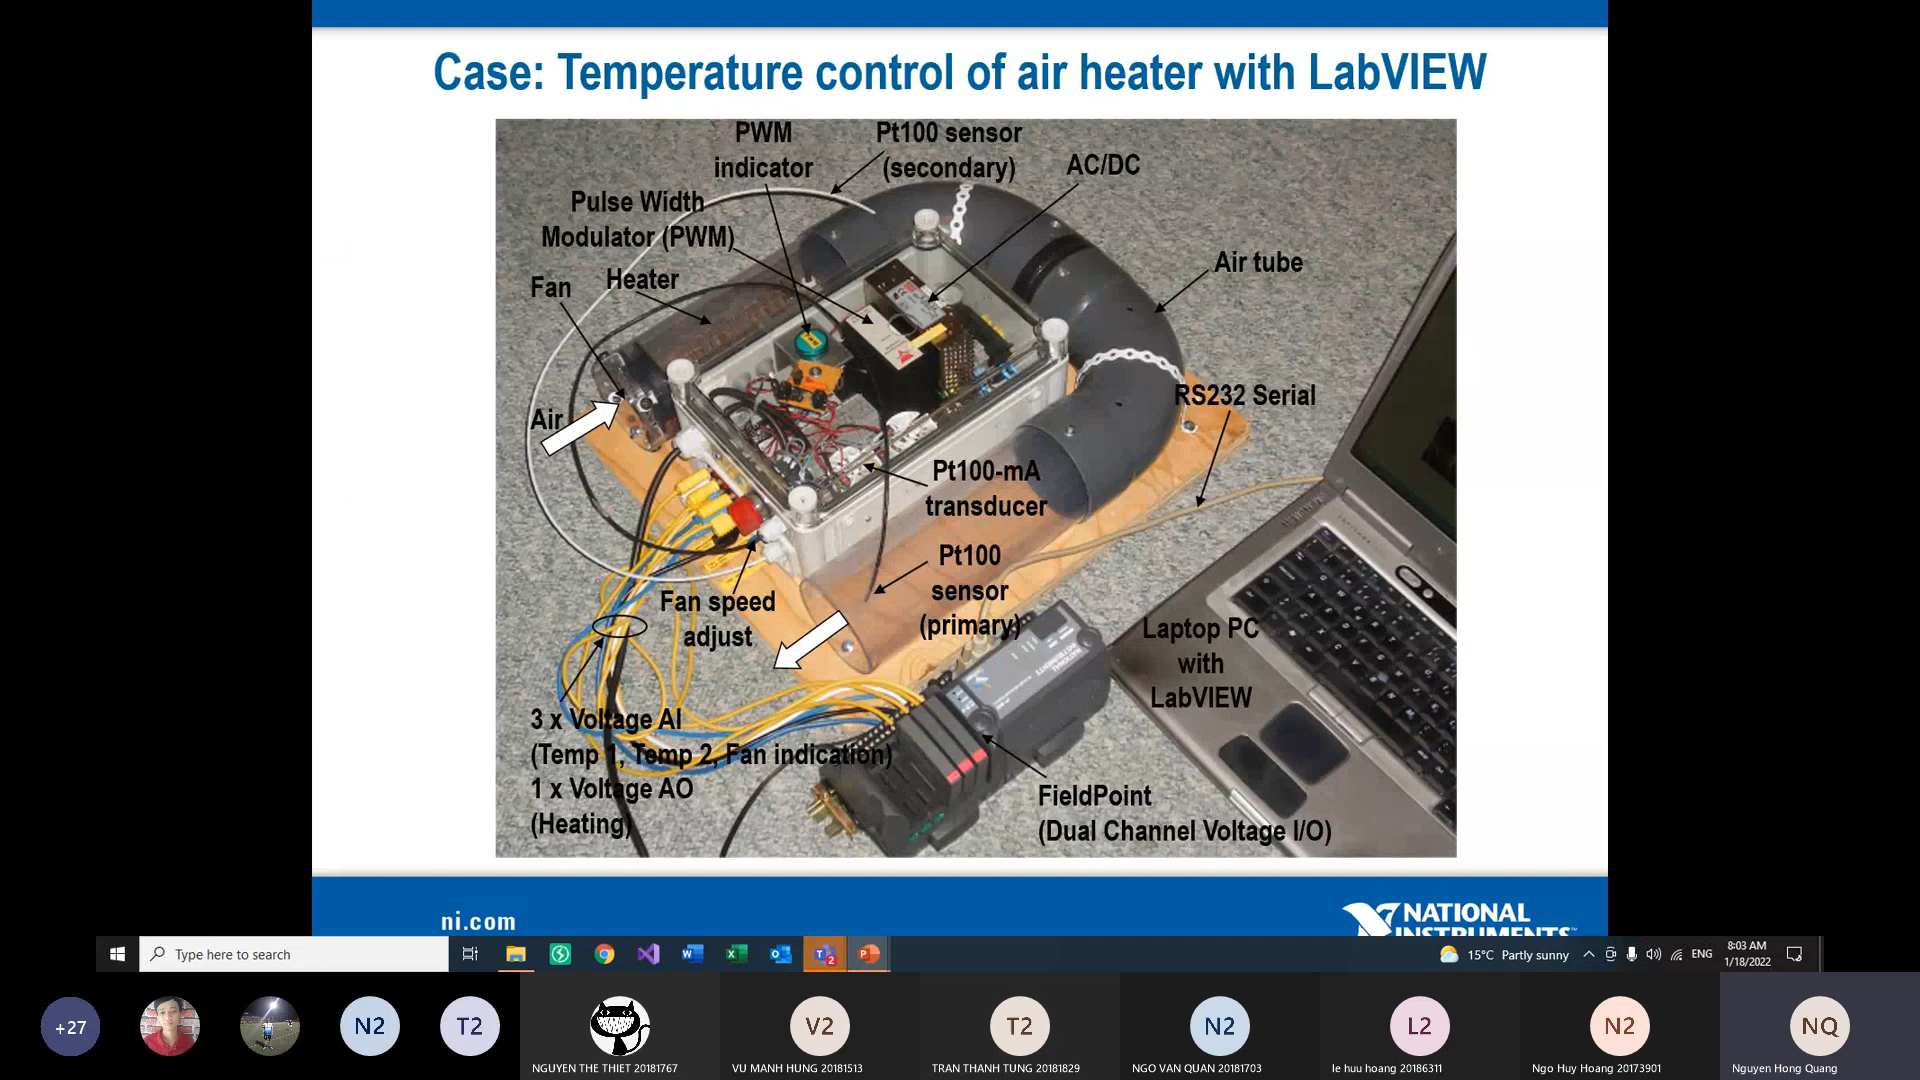 Case: Temperature control of air heater with LabVIEW
PWM
indicator
Pt100 sensor
(secondary)
AC/DC
Pulse Width
Modulator (PWM)
Fan
Heater
Air tube
Air
RS232 Serial
Pt100-mA
transducer
Pt100
sensor
(primary)
Fan speed
adjust
Laptop PC
with
LabVIEW
3 x Voltage AI
(Temp 1, Temp 2, Fan indication)
1 x Voltage AO
(Heating)
FieldPoint
(Dual Channel Voltage I/O)
ni.com
NATIONAL
INSTRUMENTS
Type here to search
2
15°C Partly sunny
ENG
8:03 AM
1/18/2022
+27
N2
T2
V2
T2
N2
L2
N2
NQ
NGUYEN THE THIET 20181767
VU MANH HUNG 20181513
TRAN THANH TUNG 20181829
NGO VAN QUAN 20181703
le huu hoang 20186311
Ngo Huy Hoang 20173901
Nguyen Hong Quang